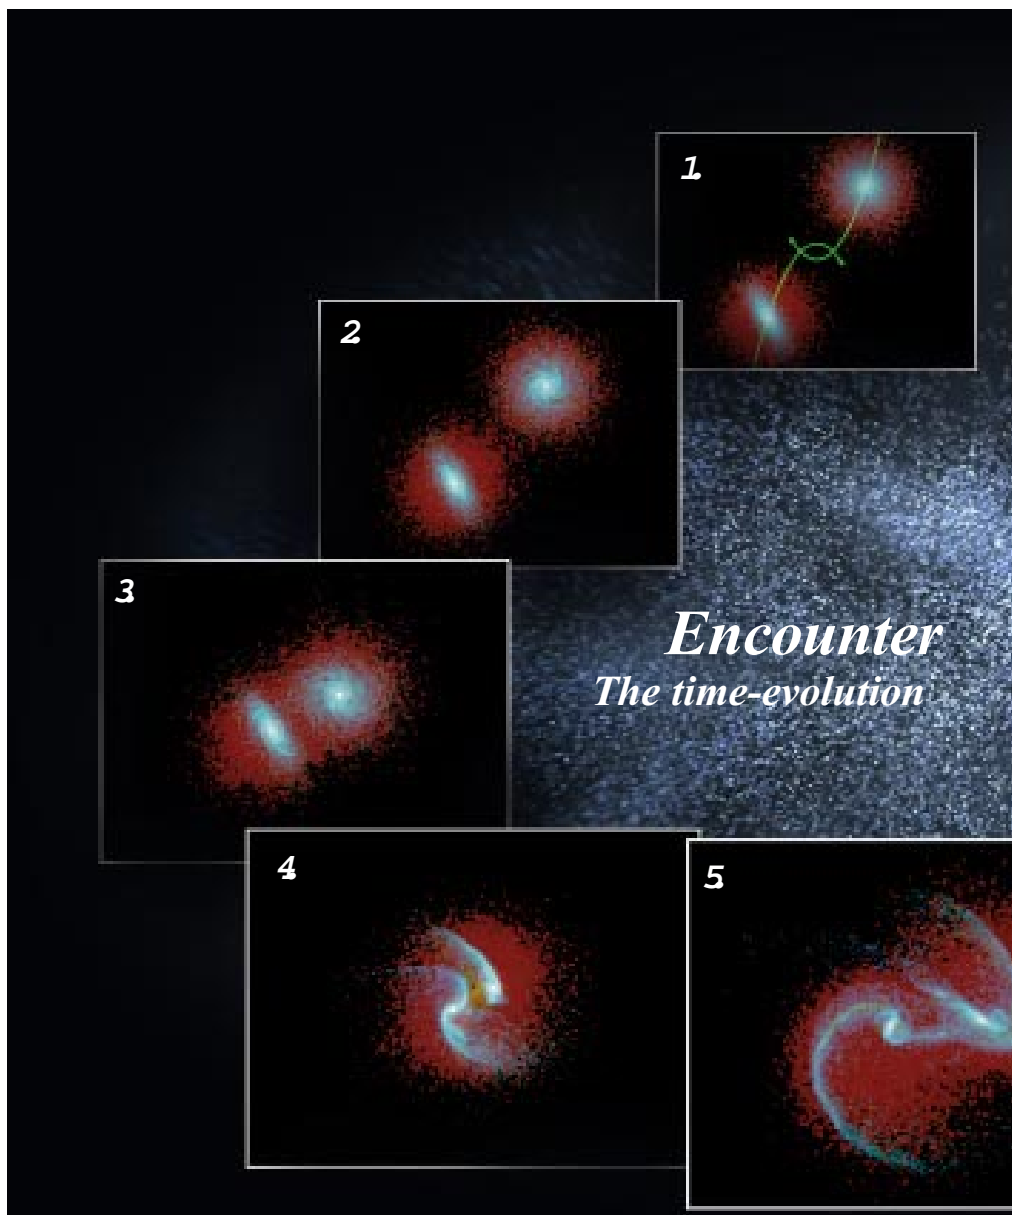 1.
2.
3.
Encounter
The time-evolution
4.
5.